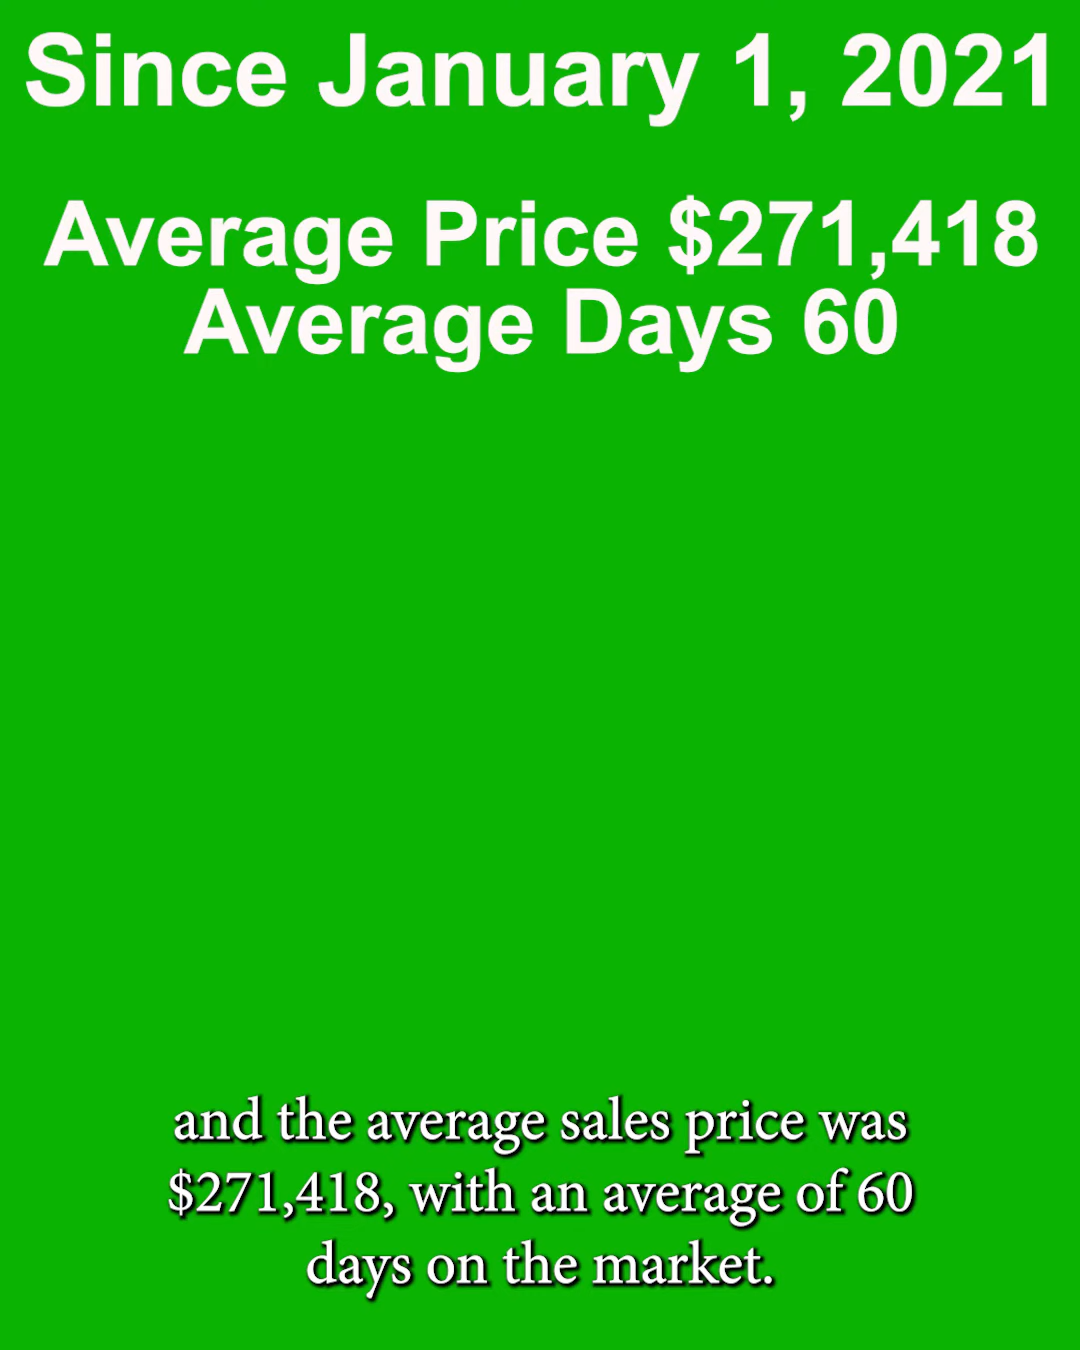 Since January 1, 2021
Average Price $271,418
Average Days 60
and the average sales price was
$271,418, with an average of 60
days on the market.